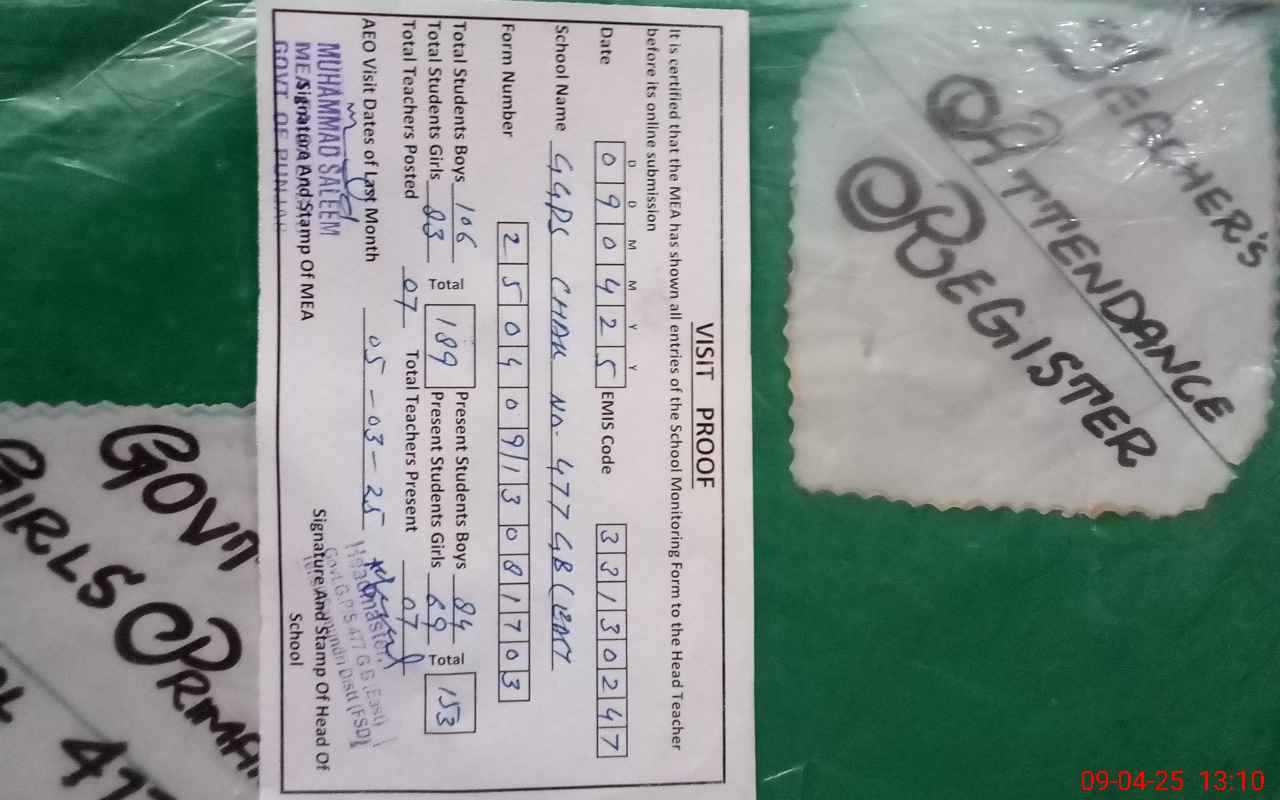 VISIT PROOF
It is certified that the MEA has shown all entries of the School Monitoring Form to the Head Teacher
before its online submission
D D M M Y Y
Date 0 9 0 4 2 5 EMIS Code 3 3 1 3 0 2 4 7
School Name GGPS CHAK NO. 477 GB (EAST
Form Number 2 5 0 4 0 9 1 3 0 8 1 7 0 3
Total Students Boys 106 Total 189 Present Students Boys 84 Total 153
Total Students Girls 83 Present Students Girls 69
Total Teachers Posted 07 Total Teachers Present 07
AEO Visit Dates of Last Month 05-03-25
MUHAMMAD SALEEM
Signature And Stamp Of MEA
GOVT OF PUNJAB
Headmaster
Govt G.P/S 477 G B (East)
Distt (FSD)
Signature And Stamp Of Head Of
School
TEACHER'S
ATTENDANCE
REGISTER
GOVT
GIRLS PRIMA
47
09-04-25 13:10